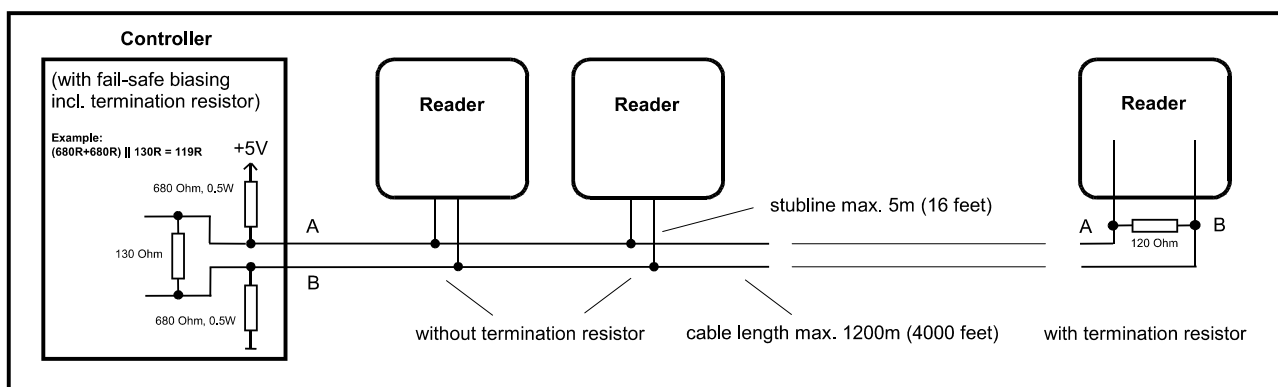 Controller
(with fail-safe biasing
incl. termination resistor)
Example:
(680R+680R) || 130R = 119R
+5V
680 Ohm, 0.5W
130 Ohm
680 Ohm, 0.5W
A
B
Reader
Reader
Reader
stubline max. 5m (16 feet)
A
B
120 Ohm
without termination resistor
cable length max. 1200m (4000 feet)
with termination resistor